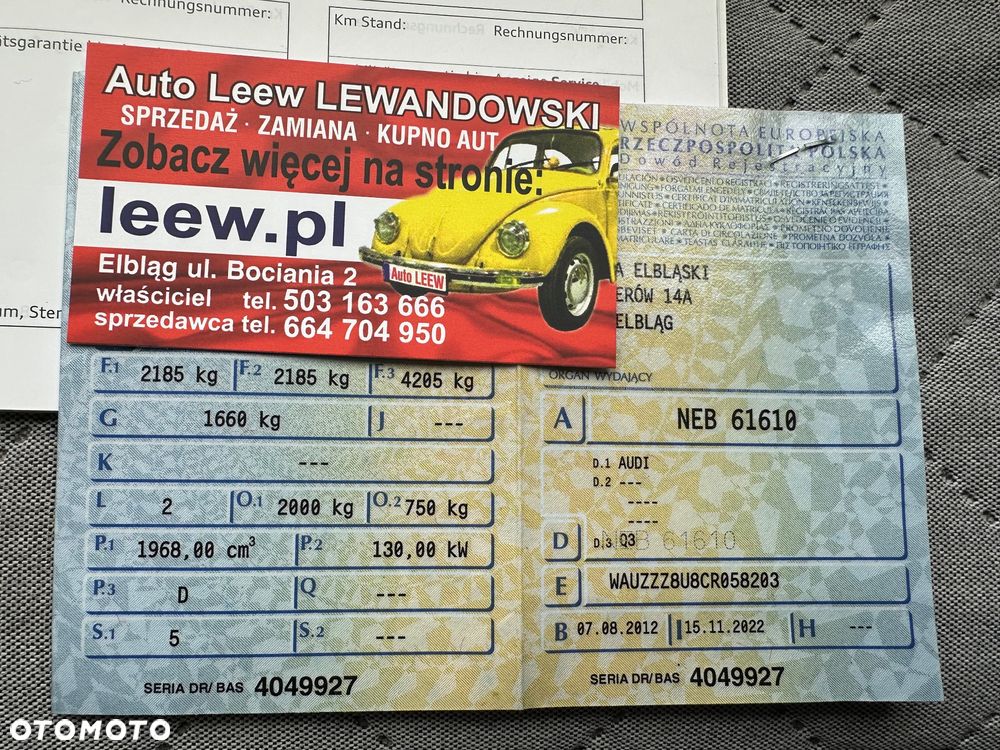 Rechnungsnummer:
Km Stand:
Rechnungsnummer:
Auto Leew LEWANDOWSKI
SPRZEDAŻ · ZAMIANA · KUPNO AUT
Zobacz więcej na stronie:
leew.pl
Elbląg ul. Bociania 2
właściciel tel. 503 163 666
sprzedawca tel. 664 704 950
Auto LEEW
WSPÓLNOTA EUROPEJSKA
RZECZPOSPOLITA POLSKA
Dowód Rejestracyjny
A ELBLĄSKI
ERÓW 14A
ELBLĄG
ORGAN WYDAJĄCY
F.1 2185 kg F.2 2185 kg F.3 4205 kg
G 1660 kg J ---
K ---
L 2 O.1 2000 kg O.2 750 kg
P.1 1968,00 cm³ P.2 130,00 kW
P.3 D Q ---
S.1 5 S.2 ---
SERIA DR/BAS 4049927
A NEB 61610
D.1 AUDI
D.2 ---
----
----
D D.3 Q3
NEB 61610
E WAUZZZ8U8CR058203
B 07.08.2012 I 15.11.2022 H ---
SERIA DR/BAS 4049927
OTOMOTO